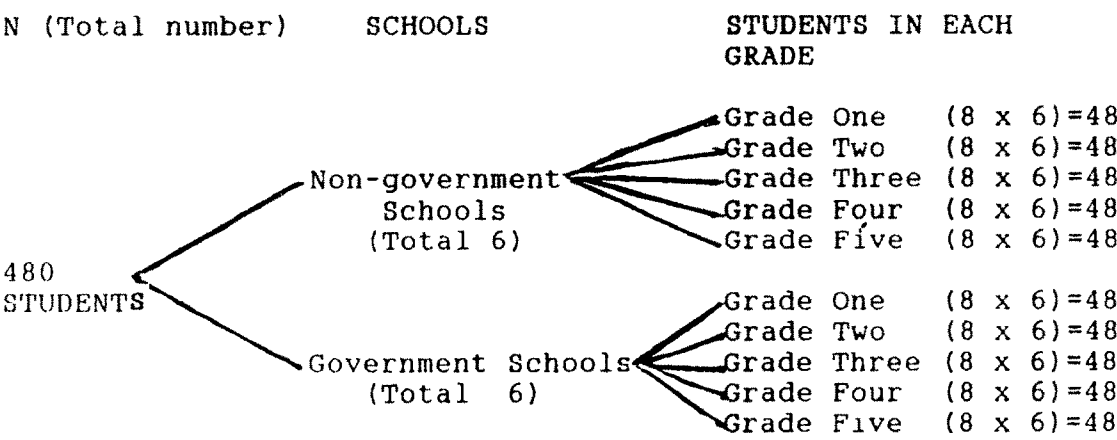 N (Total number) SCHOOLS STUDENTS IN EACH
GRADE
Grade One (8 x 6)=48
Grade Two (8 x 6)=48
Non-government Grade Three (8 x 6)=48
Schools Grade Four (8 x 6)=48
(Total 6) Grade Five (8 x 6)=48
480
STUDENTS Grade One (8 x 6)=48
Grade Two (8 x 6)=48
Government Schools Grade Three (8 x 6)=48
(Total 6) Grade Four (8 x 6)=48
Grade Five (8 x 6)=48